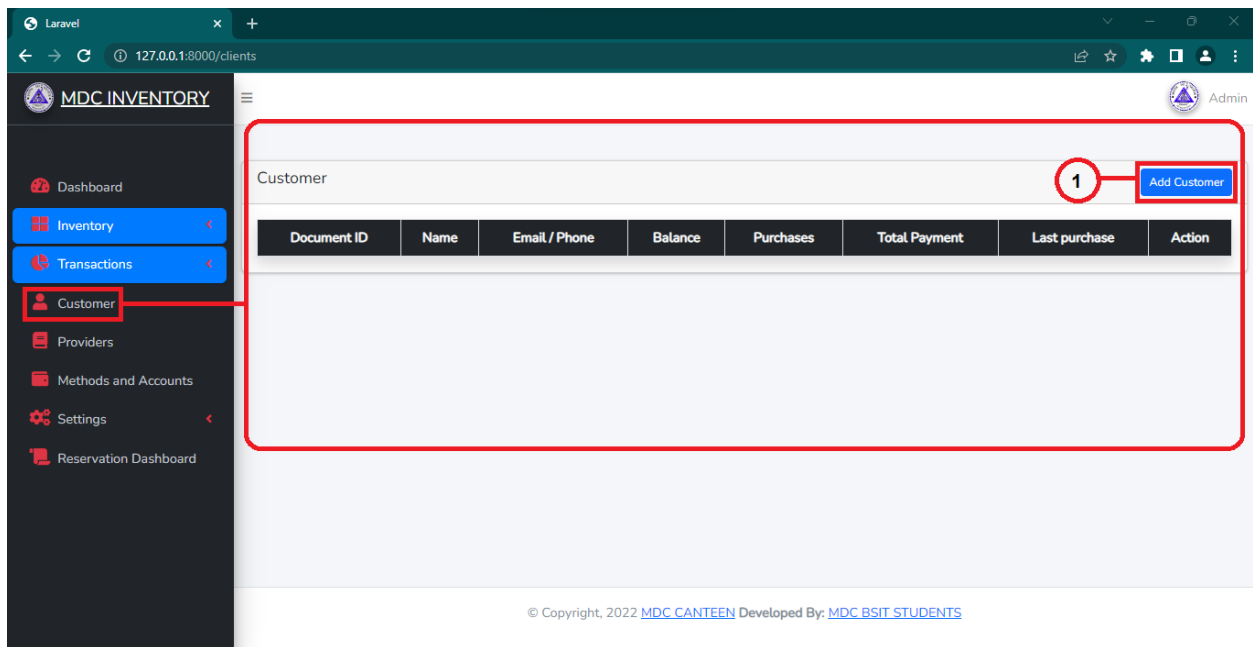 Laravel
127.0.0.1:8000/clients
MDC INVENTORY
Admin
Dashboard
Inventory
Transactions
Customer
Providers
Methods and Accounts
Settings
Reservation Dashboard
Customer
1
Add Customer
Document ID Name Email / Phone Balance Purchases Total Payment Last purchase Action
© Copyright, 2022 MDC CANTEEN Developed By: MDC BSIT STUDENTS